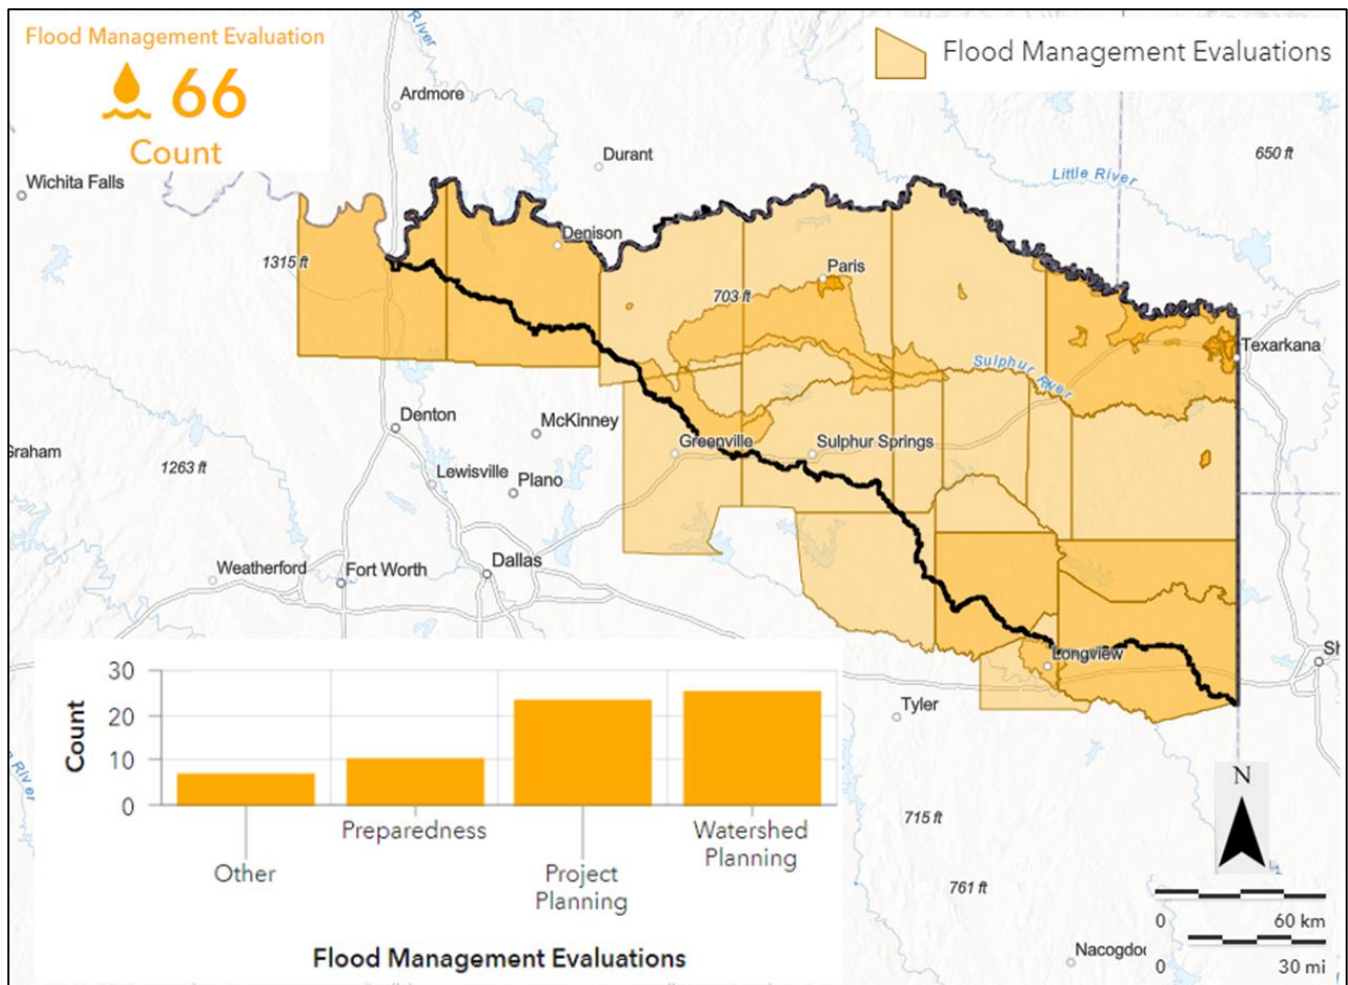 Flood Management Evaluation
66
Count
Flood Management Evaluations
River
Ardmore
Durant
650 ft
Little River
Wichita Falls
Denison
1315 ft
Paris
703 ft
Texarkana
Sulphur River
Denton
McKinney
Greenville
Sulphur Springs
1263 ft
Lewisville
Plano
Weatherford
Fort Worth
Dallas
Longview
Tyler
River
715 ft
761 ft
N
0 60 km
0 30 mi
Count
30
20
10
0
Other
Preparedness
Project
Planning
Watershed
Planning
Flood Management Evaluations